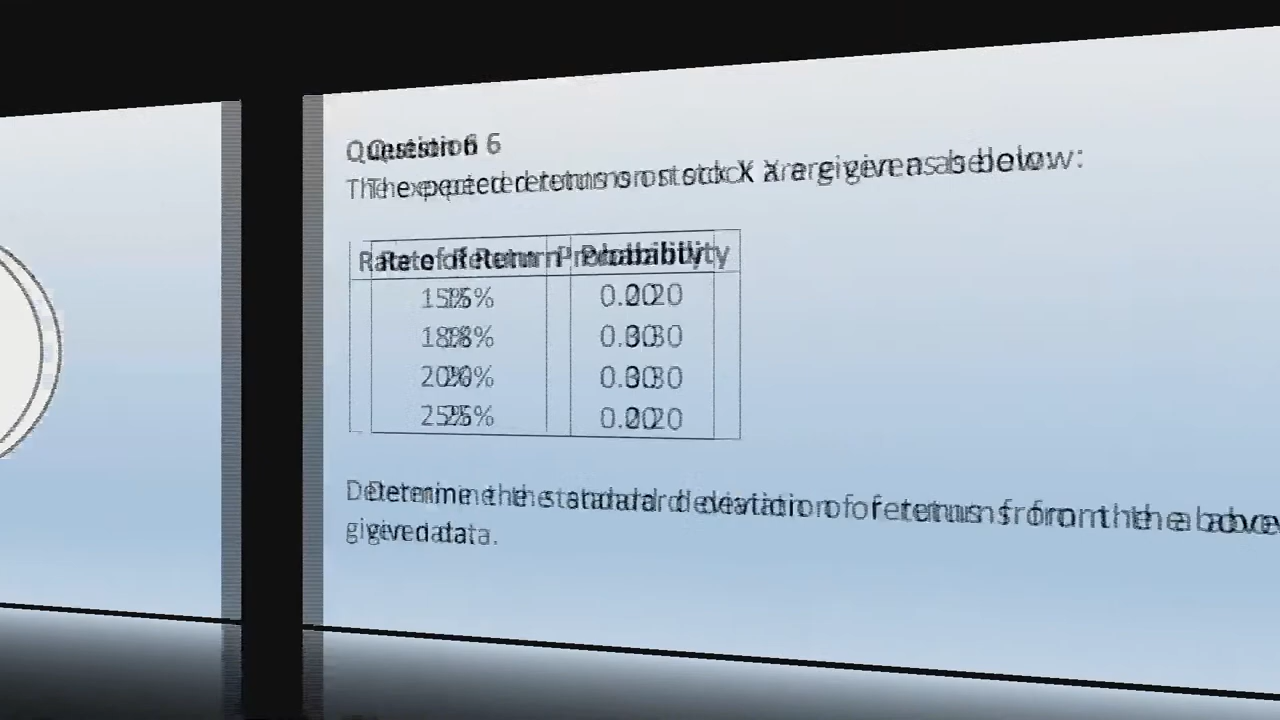 Question 6
The expected returns on stock X are given as below:
Rate of Return Probability
15% 0.20
18% 0.30
20% 0.30
25% 0.20
Determine the standard deviation of returns from the above
given data.